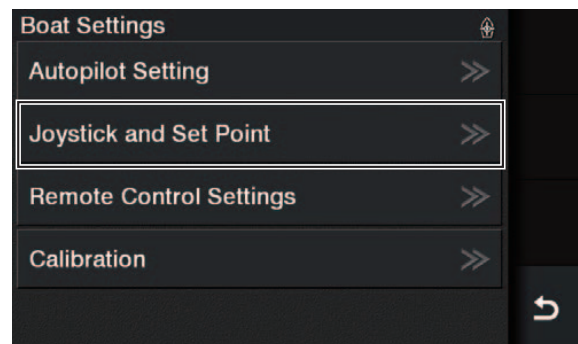 Boat Settings
Autopilot Setting
Joystick and Set Point
Remote Control Settings
Calibration